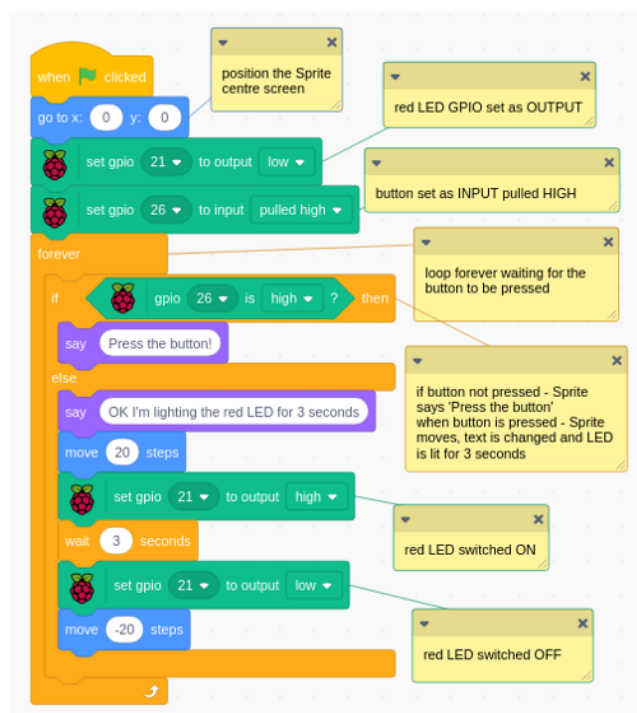 when clicked
position the Sprite
centre screen
go to x: 0 y: 0
red LED GPIO set as OUTPUT
set gpio 21 to output low
button set as INPUT pulled HIGH
set gpio 26 to input pulled high
forever
loop forever waiting for the
button to be pressed
if gpio 26 is high ? then
say Press the button!
else
if button not pressed - Sprite
says 'Press the button'
when button is pressed - Sprite
moves, text is changed and LED
is lit for 3 seconds
say OK I'm lighting the red LED for 3 seconds
move 20 steps
set gpio 21 to output high
red LED switched ON
wait 3 seconds
set gpio 21 to output low
move -20 steps
red LED switched OFF